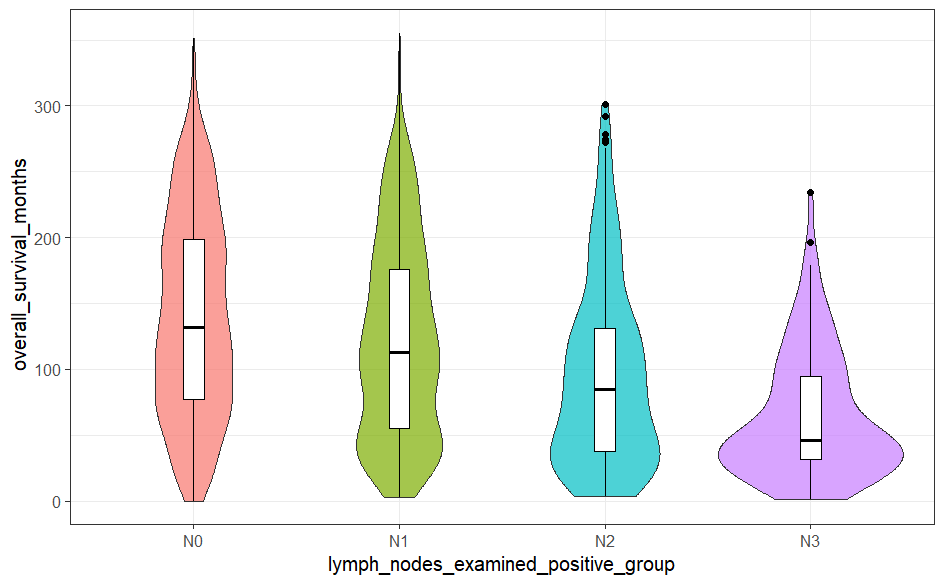 overall_survival_months
300
200
100
0
N0
N1
N2
N3
lymph_nodes_examined_positive_group